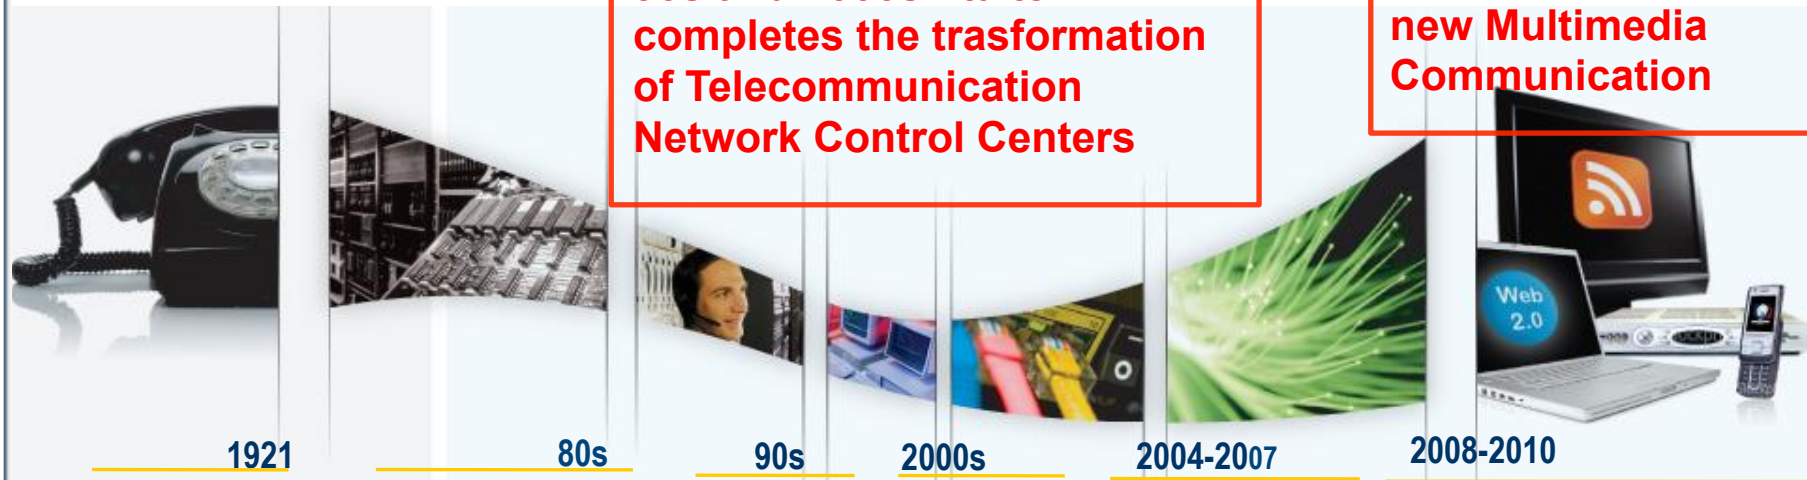 completes the trasformation
of Telecommunication
Network Control Centers
new Multimedia
Communication
Web
2.0
1921
80s
90s
2000s
2004-2007
2008-2010